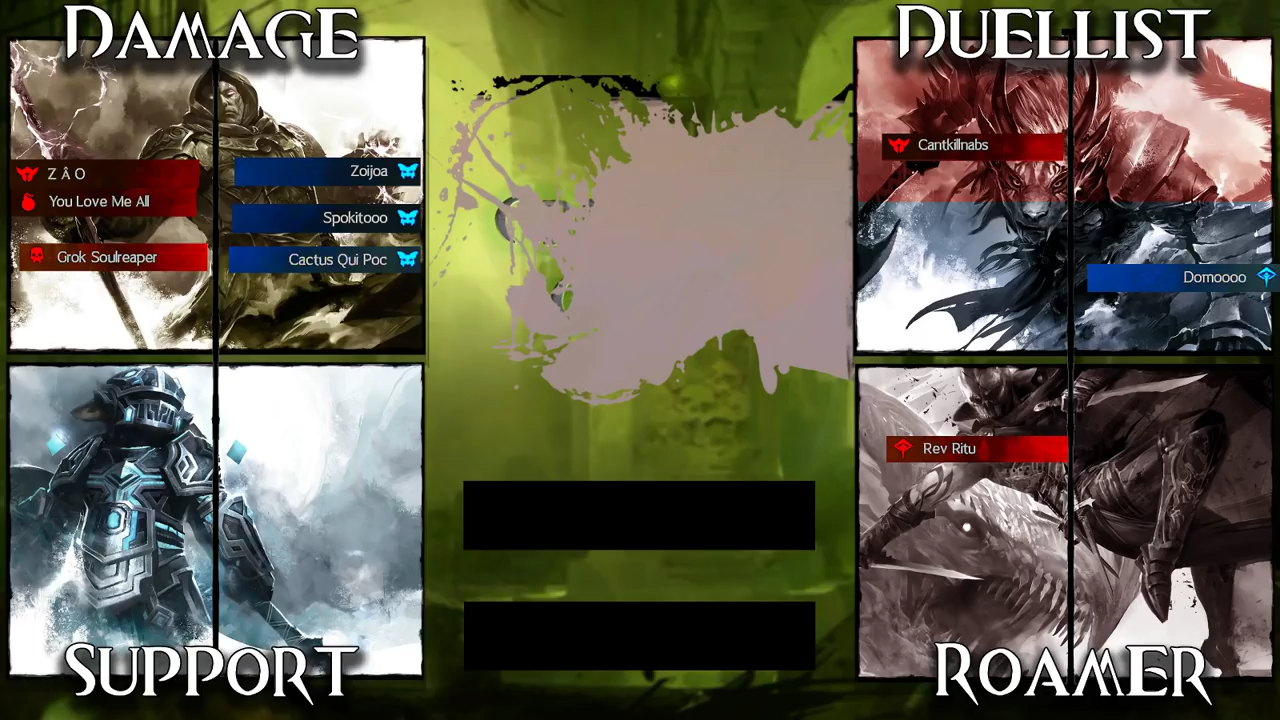 DAMAGE
DUELLIST
Cantkillnabs
Z Â O
Zoijoa
You Love Me All
Spokitooo
Grok Soulreaper
Cactus Qui Poc
Domoooo
Rev Ritu
SUPPORT
ROAMER